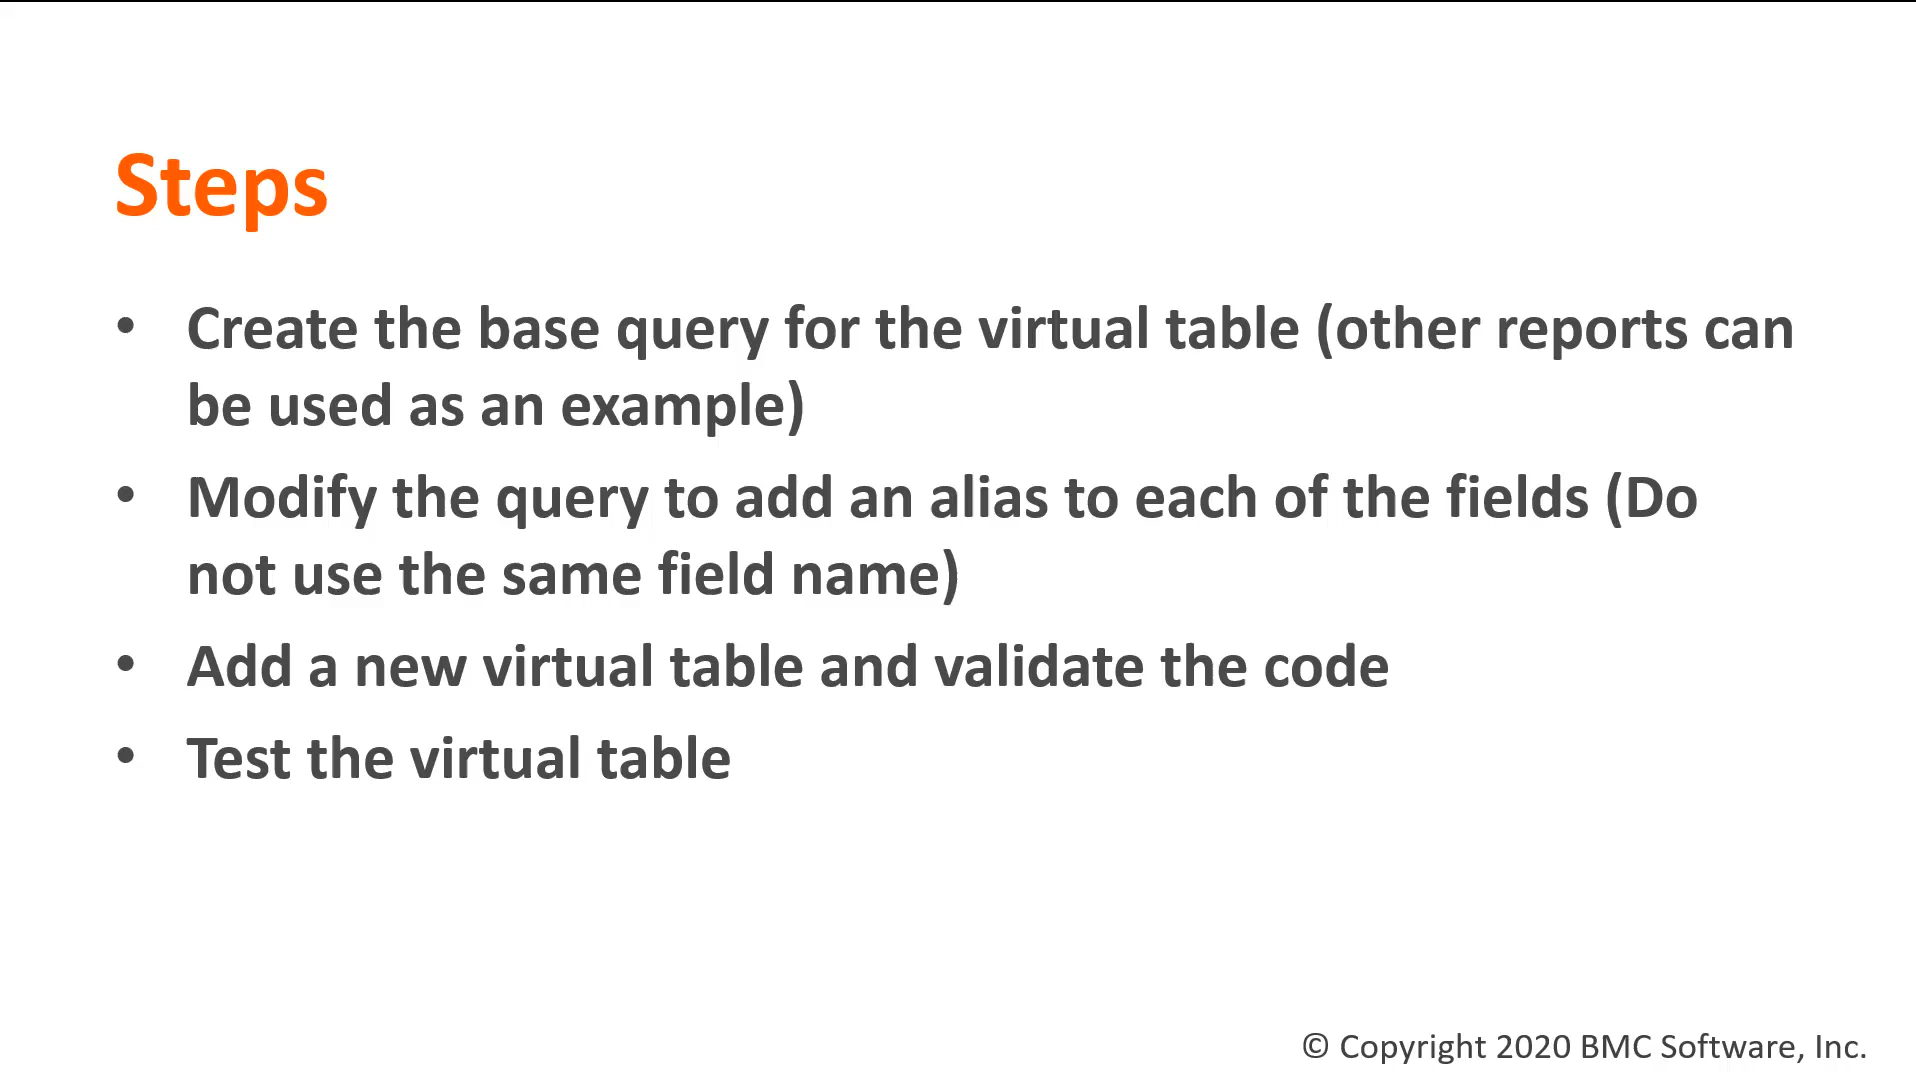 Steps
• Create the base query for the virtual table (other reports can
be used as an example)
• Modify the query to add an alias to each of the fields (Do
not use the same field name)
• Add a new virtual table and validate the code
• Test the virtual table
© Copyright 2020 BMC Software, Inc.